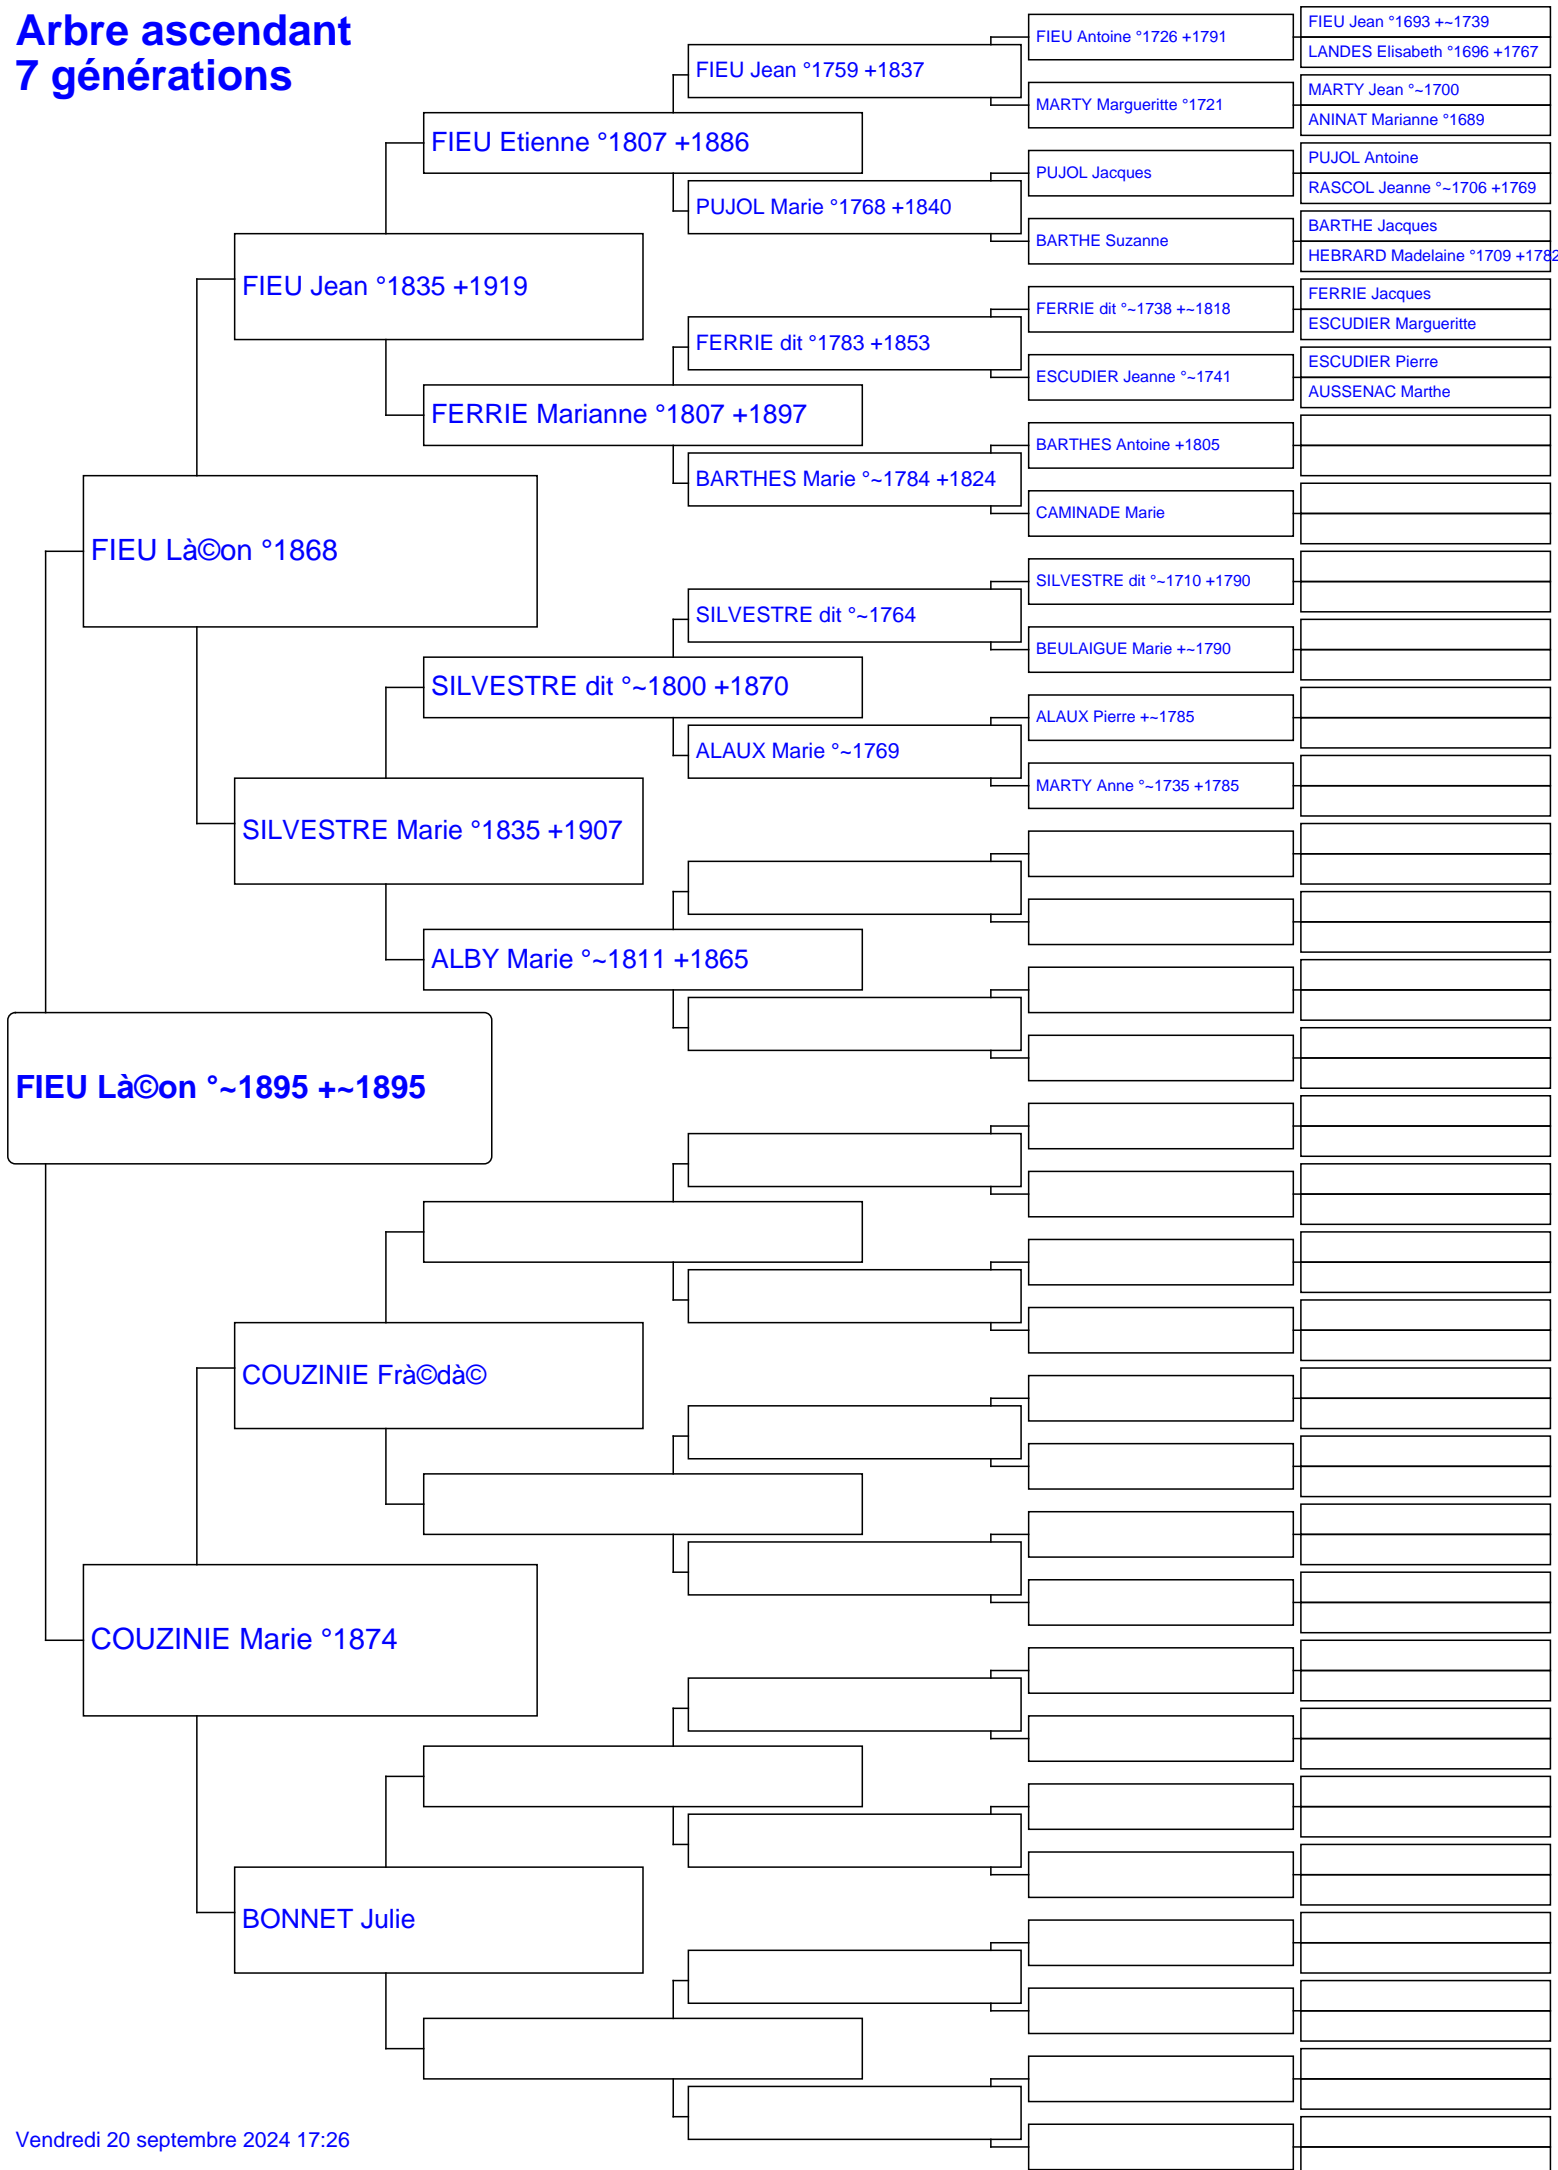 Arbre ascendant
7 générations
FIEU Jean °1693 +~1739
FIEU Antoine °1726 +1791
LANDES Elisabeth °1696 +1767
FIEU Jean °1759 +1837
MARTY Jean °~1700
MARTY Margueritte °1721
ANINAT Marianne °1689
FIEU Etienne °1807 +1886
PUJOL Antoine
PUJOL Jacques
RASCOL Jeanne °~1706 +1769
PUJOL Marie °1768 +1840
BARTHE Jacques
BARTHE Suzanne
HEBRARD Madelaine °1709 +1782
FIEU Jean °1835 +1919
FERRIE Jacques
FERRIE dit °~1738 +~1818
ESCUDIER Margueritte
FERRIE dit °1783 +1853
ESCUDIER Pierre
ESCUDIER Jeanne °~1741
AUSSENAC Marthe
FERRIE Marianne °1807 +1897
BARTHES Antoine +1805
BARTHES Marie °~1784 +1824
CAMINADE Marie
FIEU Là©on °1868
SILVESTRE dit °~1710 +1790
SILVESTRE dit °~1764
BEULAIGUE Marie +~1790
SILVESTRE dit °~1800 +1870
ALAUX Pierre +~1785
ALAUX Marie °~1769
MARTY Anne °~1735 +1785
SILVESTRE Marie °1835 +1907
ALBY Marie °~1811 +1865
FIEU Là©on °~1895 +~1895
COUZINIE Frà©dà©
COUZINIE Marie °1874
BONNET Julie
Vendredi 20 septembre 2024 17:26